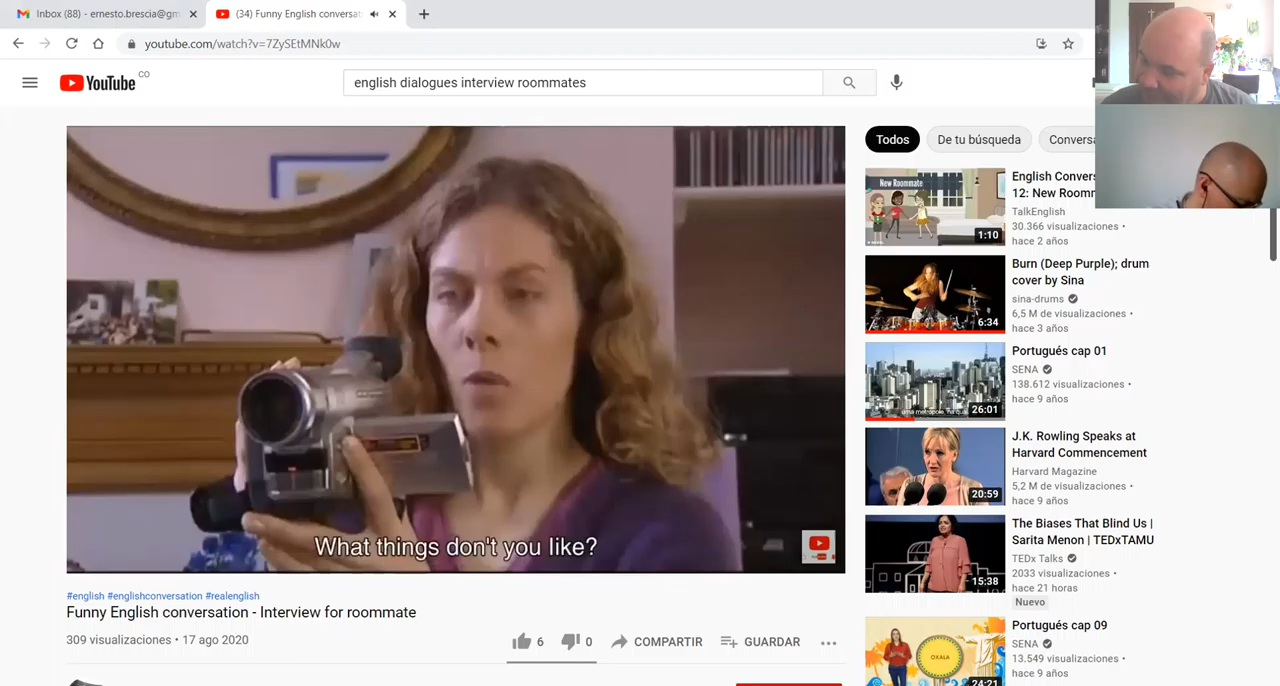 Inbox (88) - ernesto.brescia@gm
(34) Funny English conversat
youtube.com/watch?v=7ZySEtMNk0w
YouTube CO
english dialogues interview roommates
What things don't you like?
#english #englishconversation #realenglish
Funny English conversation - Interview for roommate
309 visualizaciones • 17 ago 2020
6
0
COMPARTIR
GUARDAR
Todos
De tu búsqueda
Conversa
New Roommate
1:10
English Convers
12: New Roomm
TalkEnglish
30.366 visualizaciones •
hace 2 años
6:34
Burn (Deep Purple); drum
cover by Sina
sina-drums
6,5 M de visualizaciones •
hace 3 años
26:01
Portugués cap 01
SENA
138.612 visualizaciones •
hace 9 años
20:59
J.K. Rowling Speaks at
Harvard Commencement
Harvard Magazine
5,2 M de visualizaciones •
hace 9 años
15:38
The Biases That Blind Us |
Sarita Menon | TEDxTAMU
TEDx Talks
2033 visualizaciones •
hace 21 horas
Nuevo
OXALA
24:21
Portugués cap 09
SENA
13.549 visualizaciones •
hace 9 años